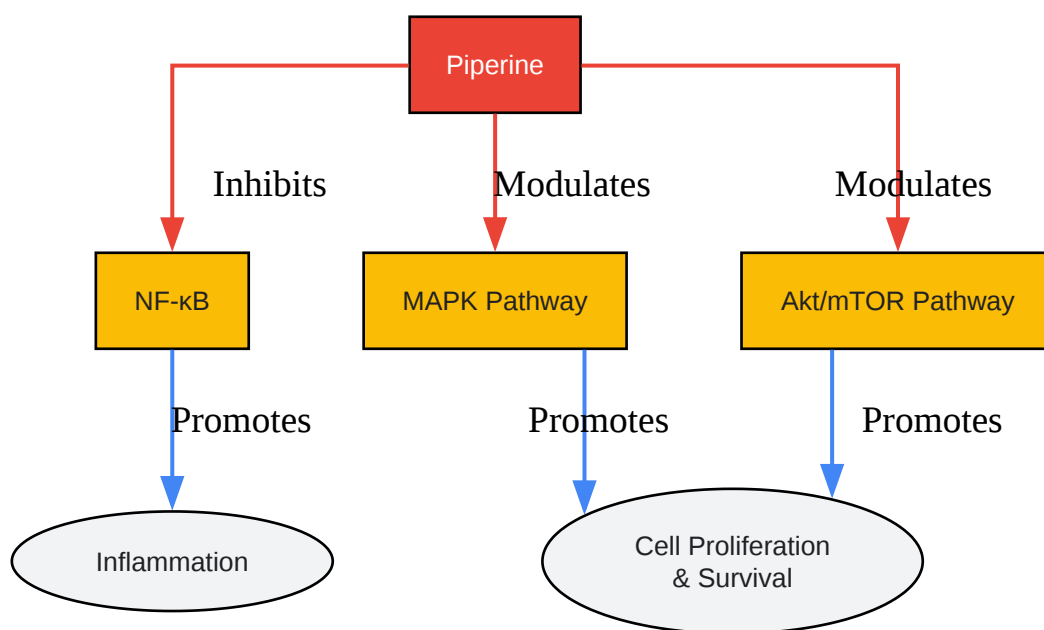 Piperine
Inhibits
Modulates
Modulates
NF-κB
MAPK Pathway
Akt/mTOR Pathway
Promotes
Promotes
Promotes
Inflammation
Cell Proliferation
& Survival